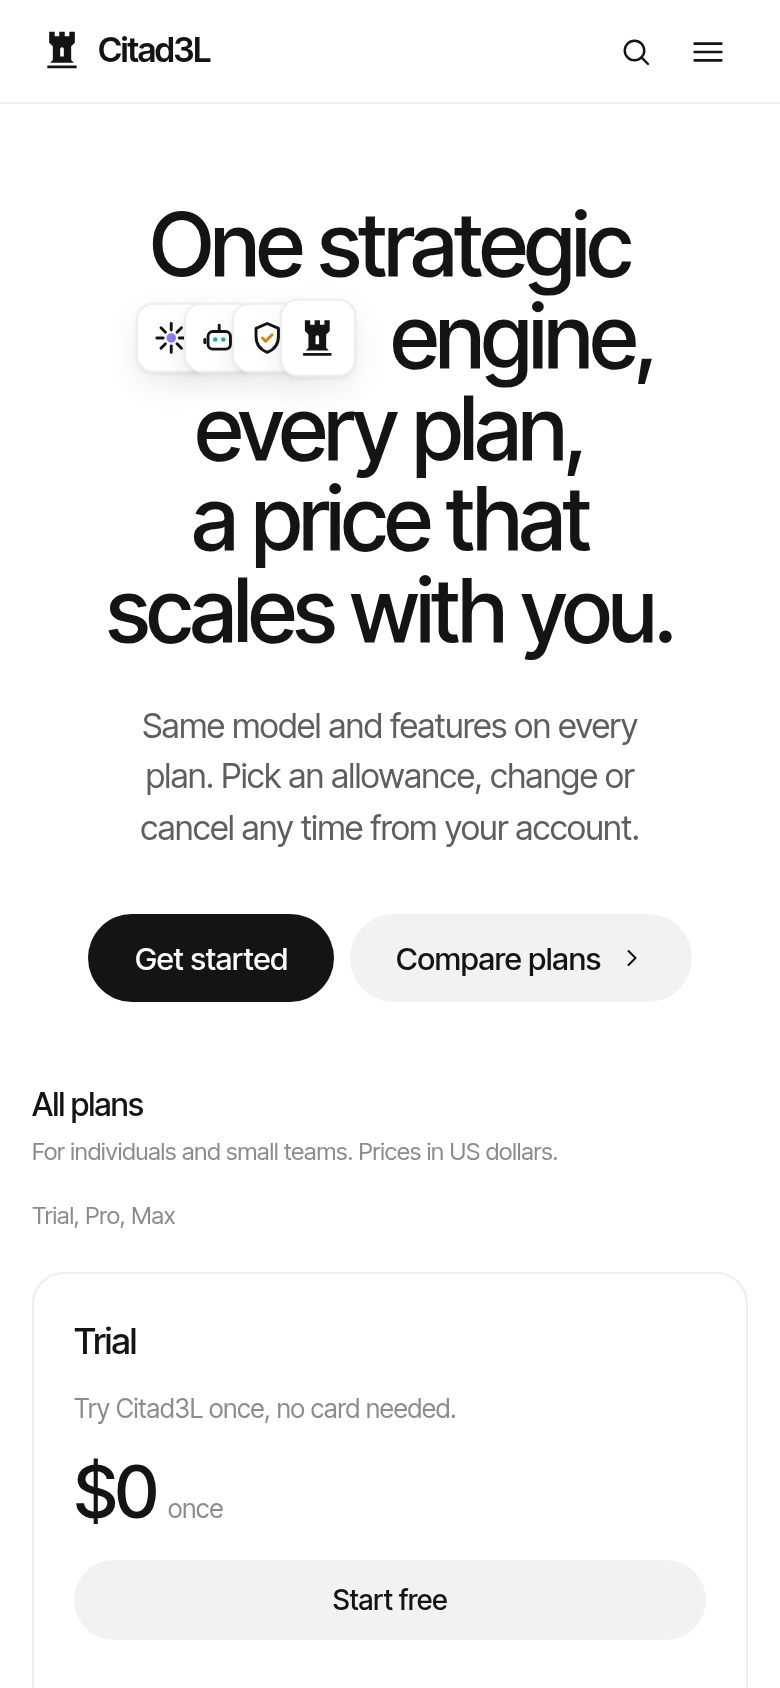 Citad3L
One strategic
engine,
every plan,
a price that
scales with you.
Same model and features on every
plan. Pick an allowance, change or
cancel any time from your account.
Get started
Compare plans
All plans
For individuals and small teams. Prices in US dollars.
Trial, Pro, Max
Trial
Try Citad3L once, no card needed.
$0 once
Start free